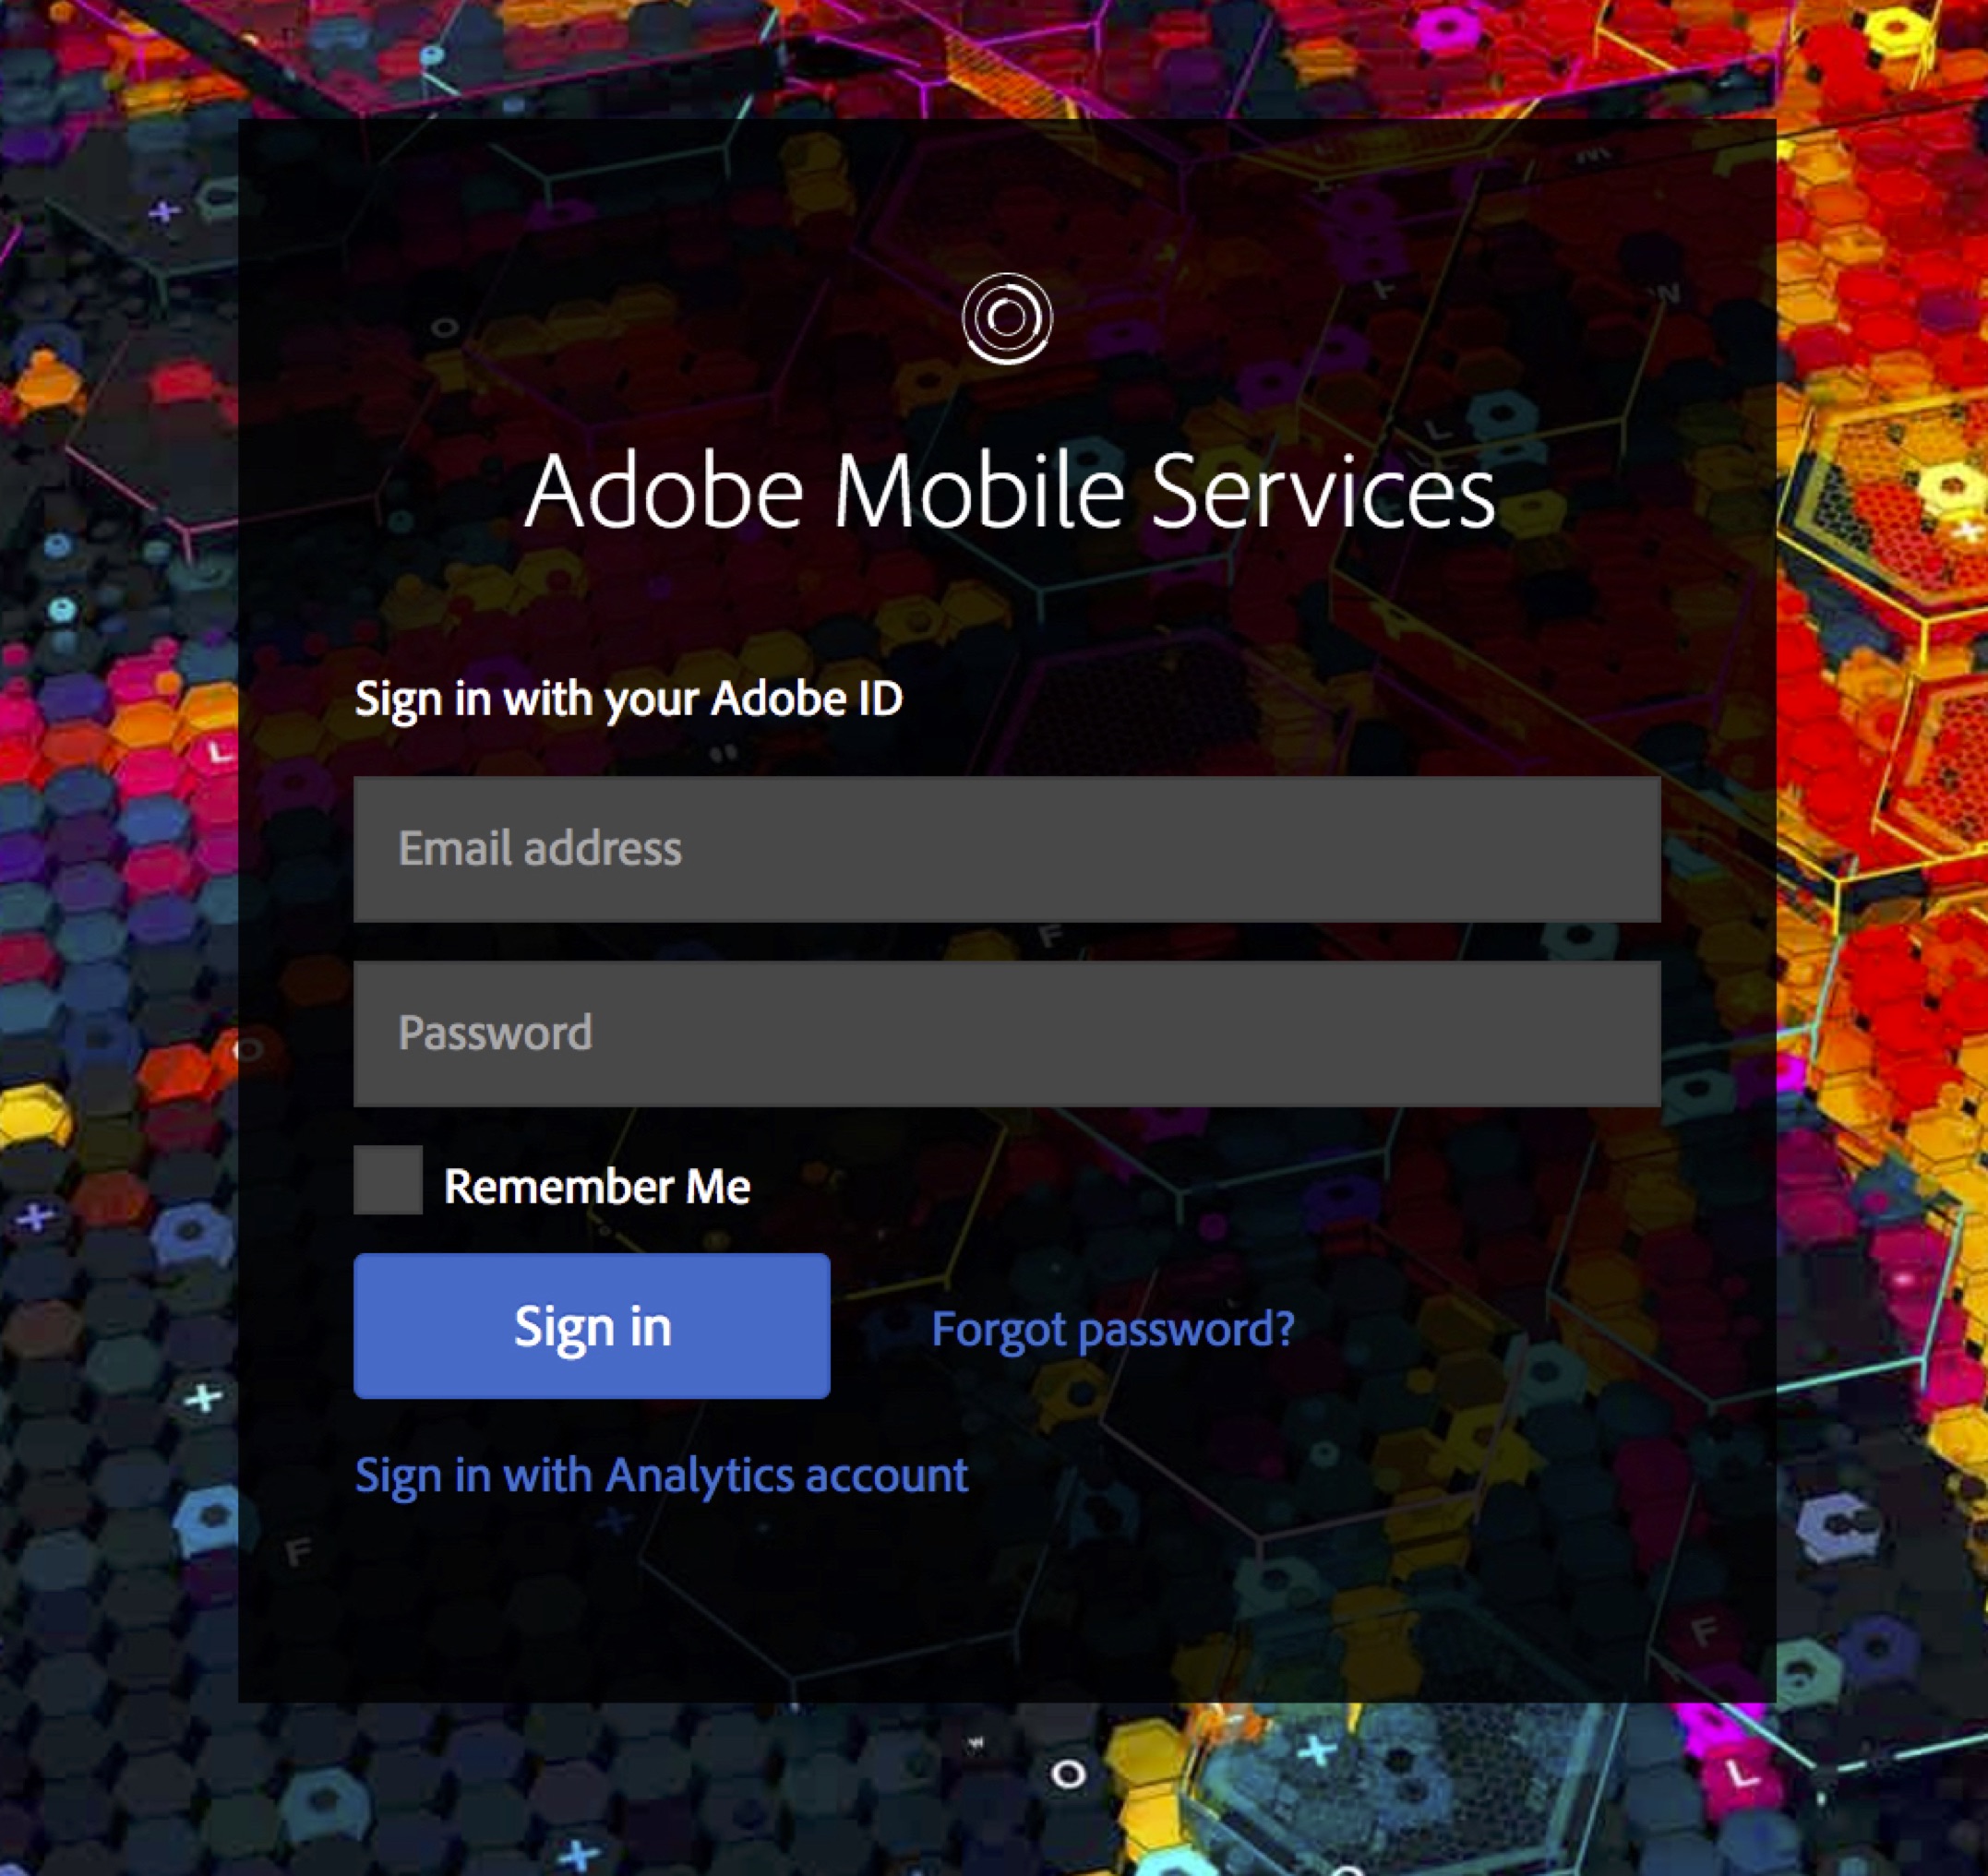 Adobe Mobile Services
Sign in with your Adobe ID
Email address
Password
Remember Me
Sign in
Forgot password?
Sign in with Analytics account